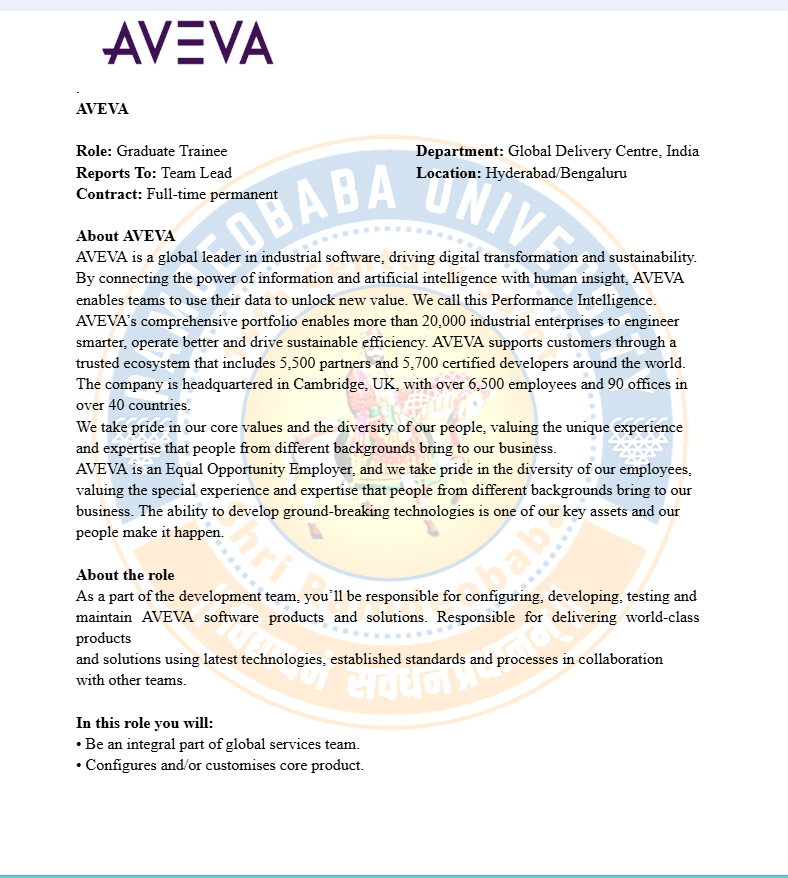 AVEVA
.
AVEVA
Role: Graduate Trainee Department: Global Delivery Centre, India
Reports To: Team Lead Location: Hyderabad/Bengaluru
Contract: Full-time permanent
About AVEVA
AVEVA is a global leader in industrial software, driving digital transformation and sustainability.
By connecting the power of information and artificial intelligence with human insight, AVEVA
enables teams to use their data to unlock new value. We call this Performance Intelligence.
AVEVA's comprehensive portfolio enables more than 20,000 industrial enterprises to engineer
smarter, operate better and drive sustainable efficiency. AVEVA supports customers through a
trusted ecosystem that includes 5,500 partners and 5,700 certified developers around the world.
The company is headquartered in Cambridge, UK, with over 6,500 employees and 90 offices in
over 40 countries.
We take pride in our core values and the diversity of our people, valuing the unique experience
and expertise that people from different backgrounds bring to our business.
AVEVA is an Equal Opportunity Employer, and we take pride in the diversity of our employees,
valuing the special experience and expertise that people from different backgrounds bring to our
business. The ability to develop ground-breaking technologies is one of our key assets and our
people make it happen.
About the role
As a part of the development team, you'll be responsible for configuring, developing, testing and
maintain AVEVA software products and solutions. Responsible for delivering world-class
products
and solutions using latest technologies, established standards and processes in collaboration
with other teams.
In this role you will:
• Be an integral part of global services team.
• Configures and/or customises core product.
RAMDEOBABA UNIVERSITY
Shri Ramdeobaba